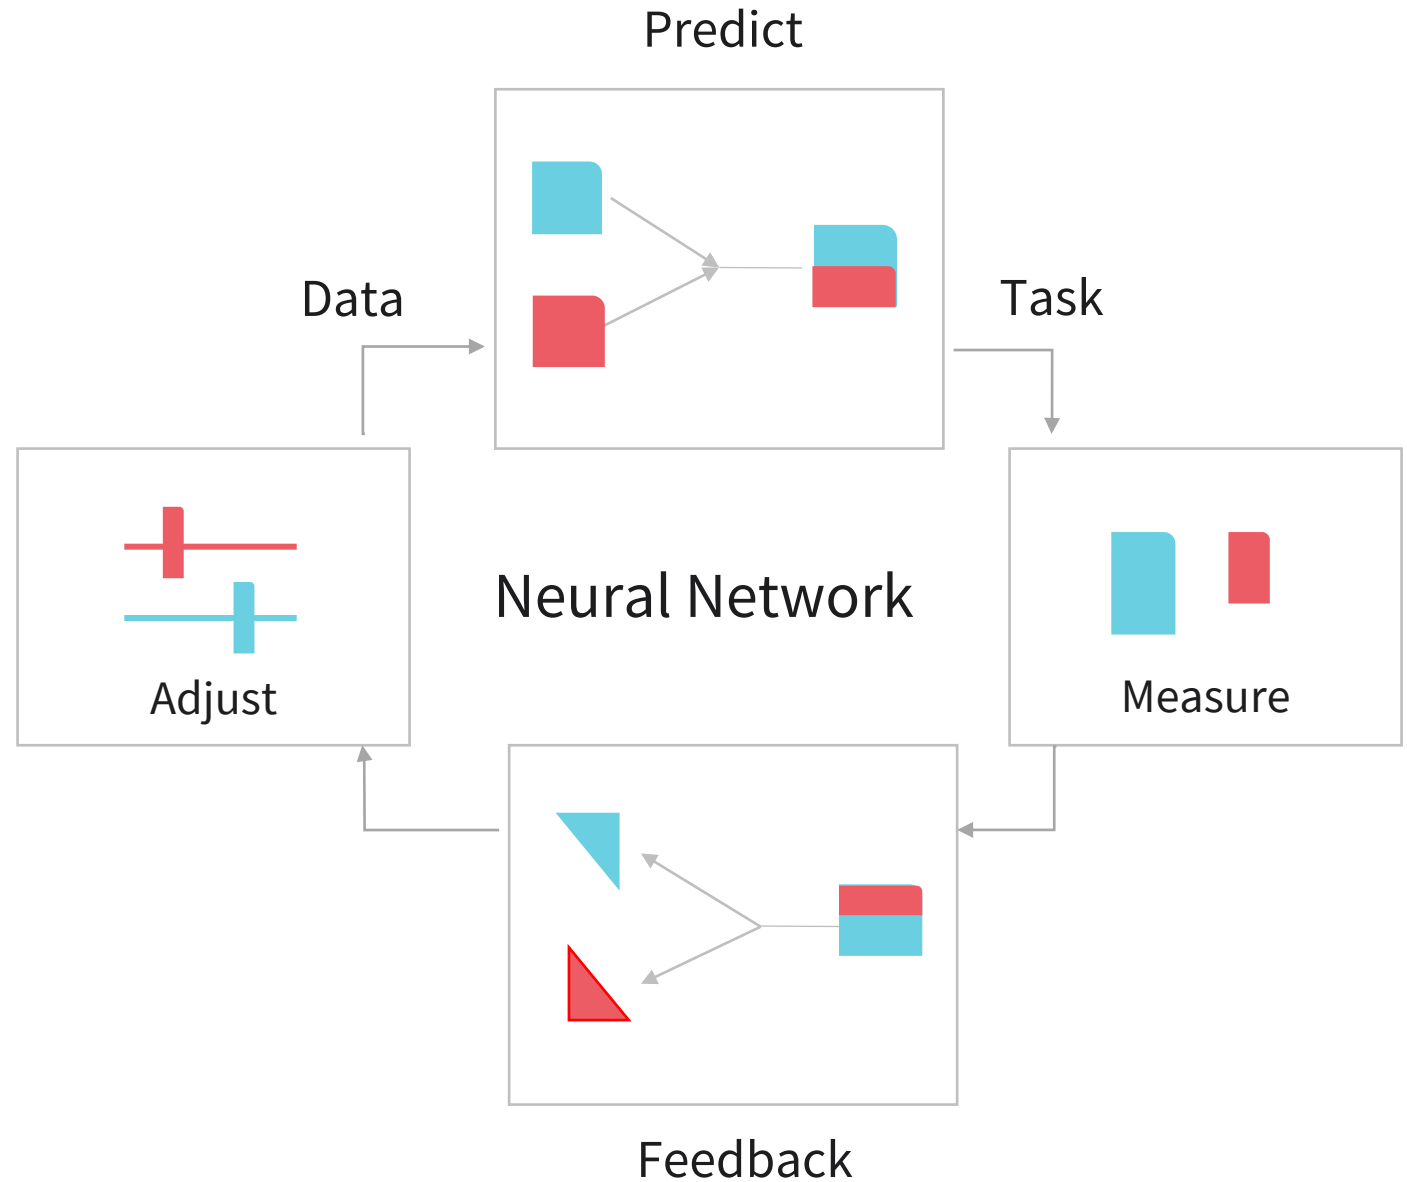 Predict
Data
Task
Neural Network
Adjust
Measure
Feedback